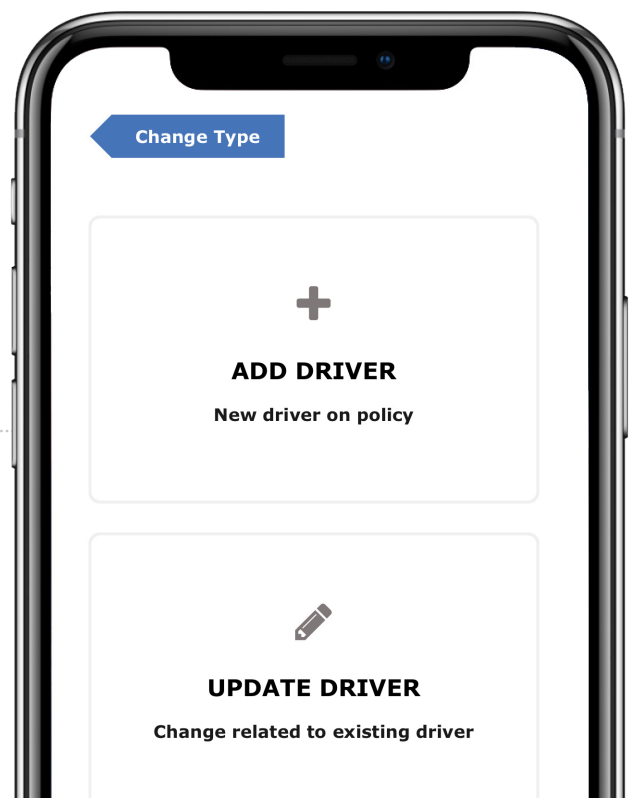 Change Type
ADD DRIVER
New driver on policy
UPDATE DRIVER
Change related to existing driver